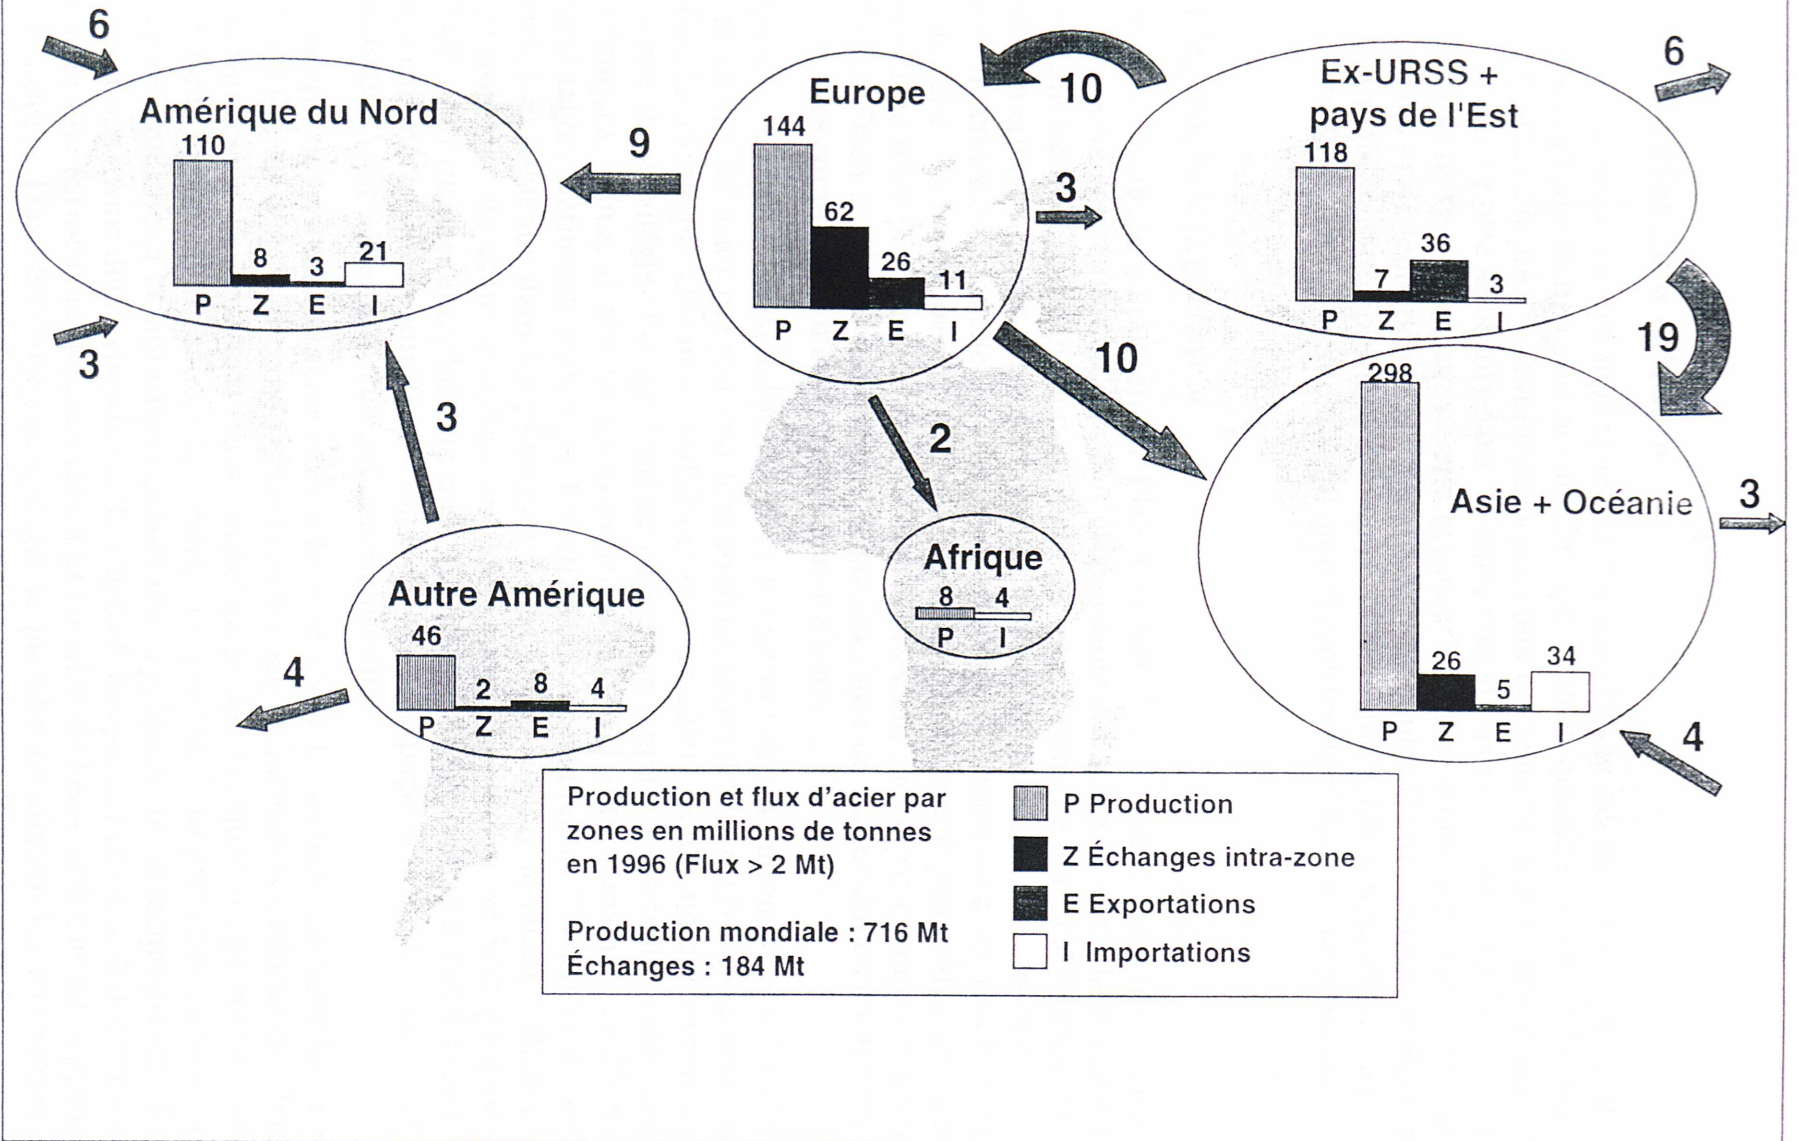 6
Amérique du Nord
110
8
3
21
P Z E I
3
9
Europe
144
62
26
11
P Z E I
10
3
Ex-URSS +
pays de l'Est
118
7
36
3
P Z E I
6
19
10
2
3
298
26
5
34
Asie + Océanie
P Z E I
3
4
Afrique
8 4
P I
Autre Amérique
46
2
8
4
P Z E I
4
Production et flux d'acier par
zones en millions de tonnes
en 1996 (Flux > 2 Mt)
Production mondiale : 716 Mt
Échanges : 184 Mt
P Production
Z Échanges intra-zone
E Exportations
I Importations